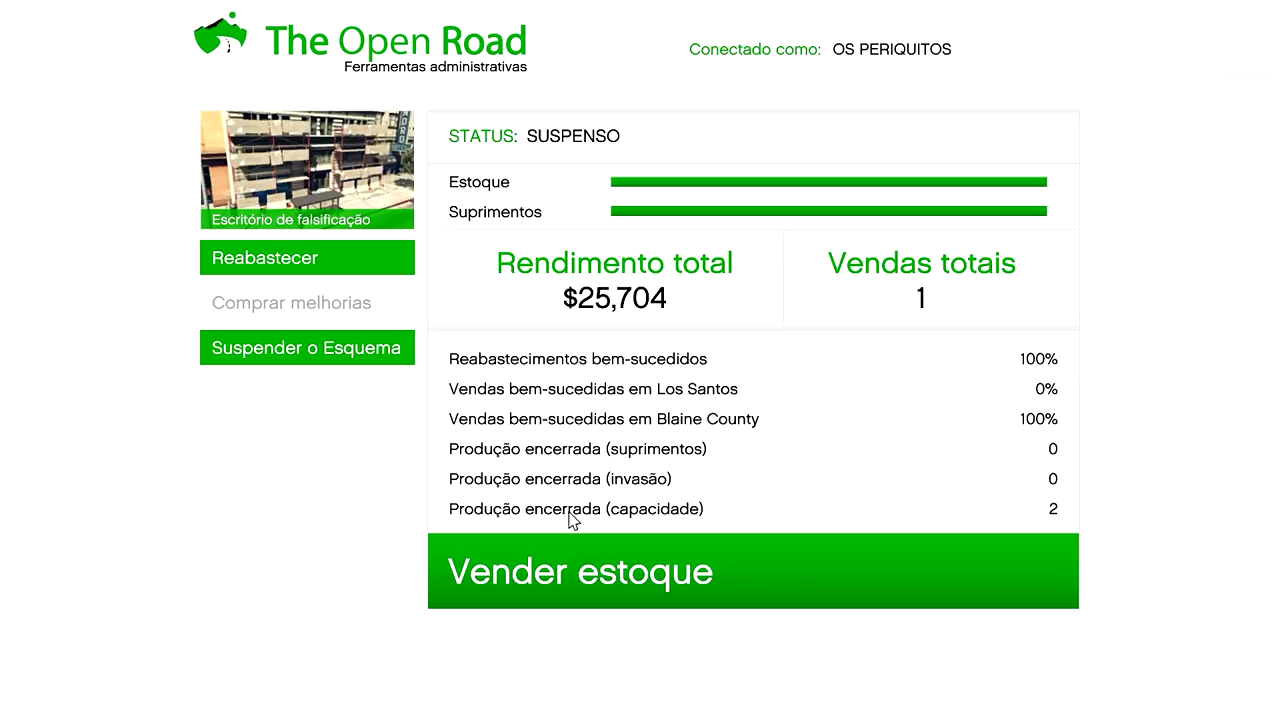 The Open Road
Ferramentas administrativas
Conectado como: OS PERIQUITOS
Escritório de falsificação
Reabastecer
Comprar melhorias
Suspender o Esquema
STATUS: SUSPENSO
Estoque
Suprimentos
Rendimento total
$25,704
Vendas totais
1
Reabastecimentos bem-sucedidos 100%
Vendas bem-sucedidas em Los Santos 0%
Vendas bem-sucedidas em Blaine County 100%
Produção encerrada (suprimentos) 0
Produção encerrada (invasão) 0
Produção encerrada (capacidade) 2
Vender estoque